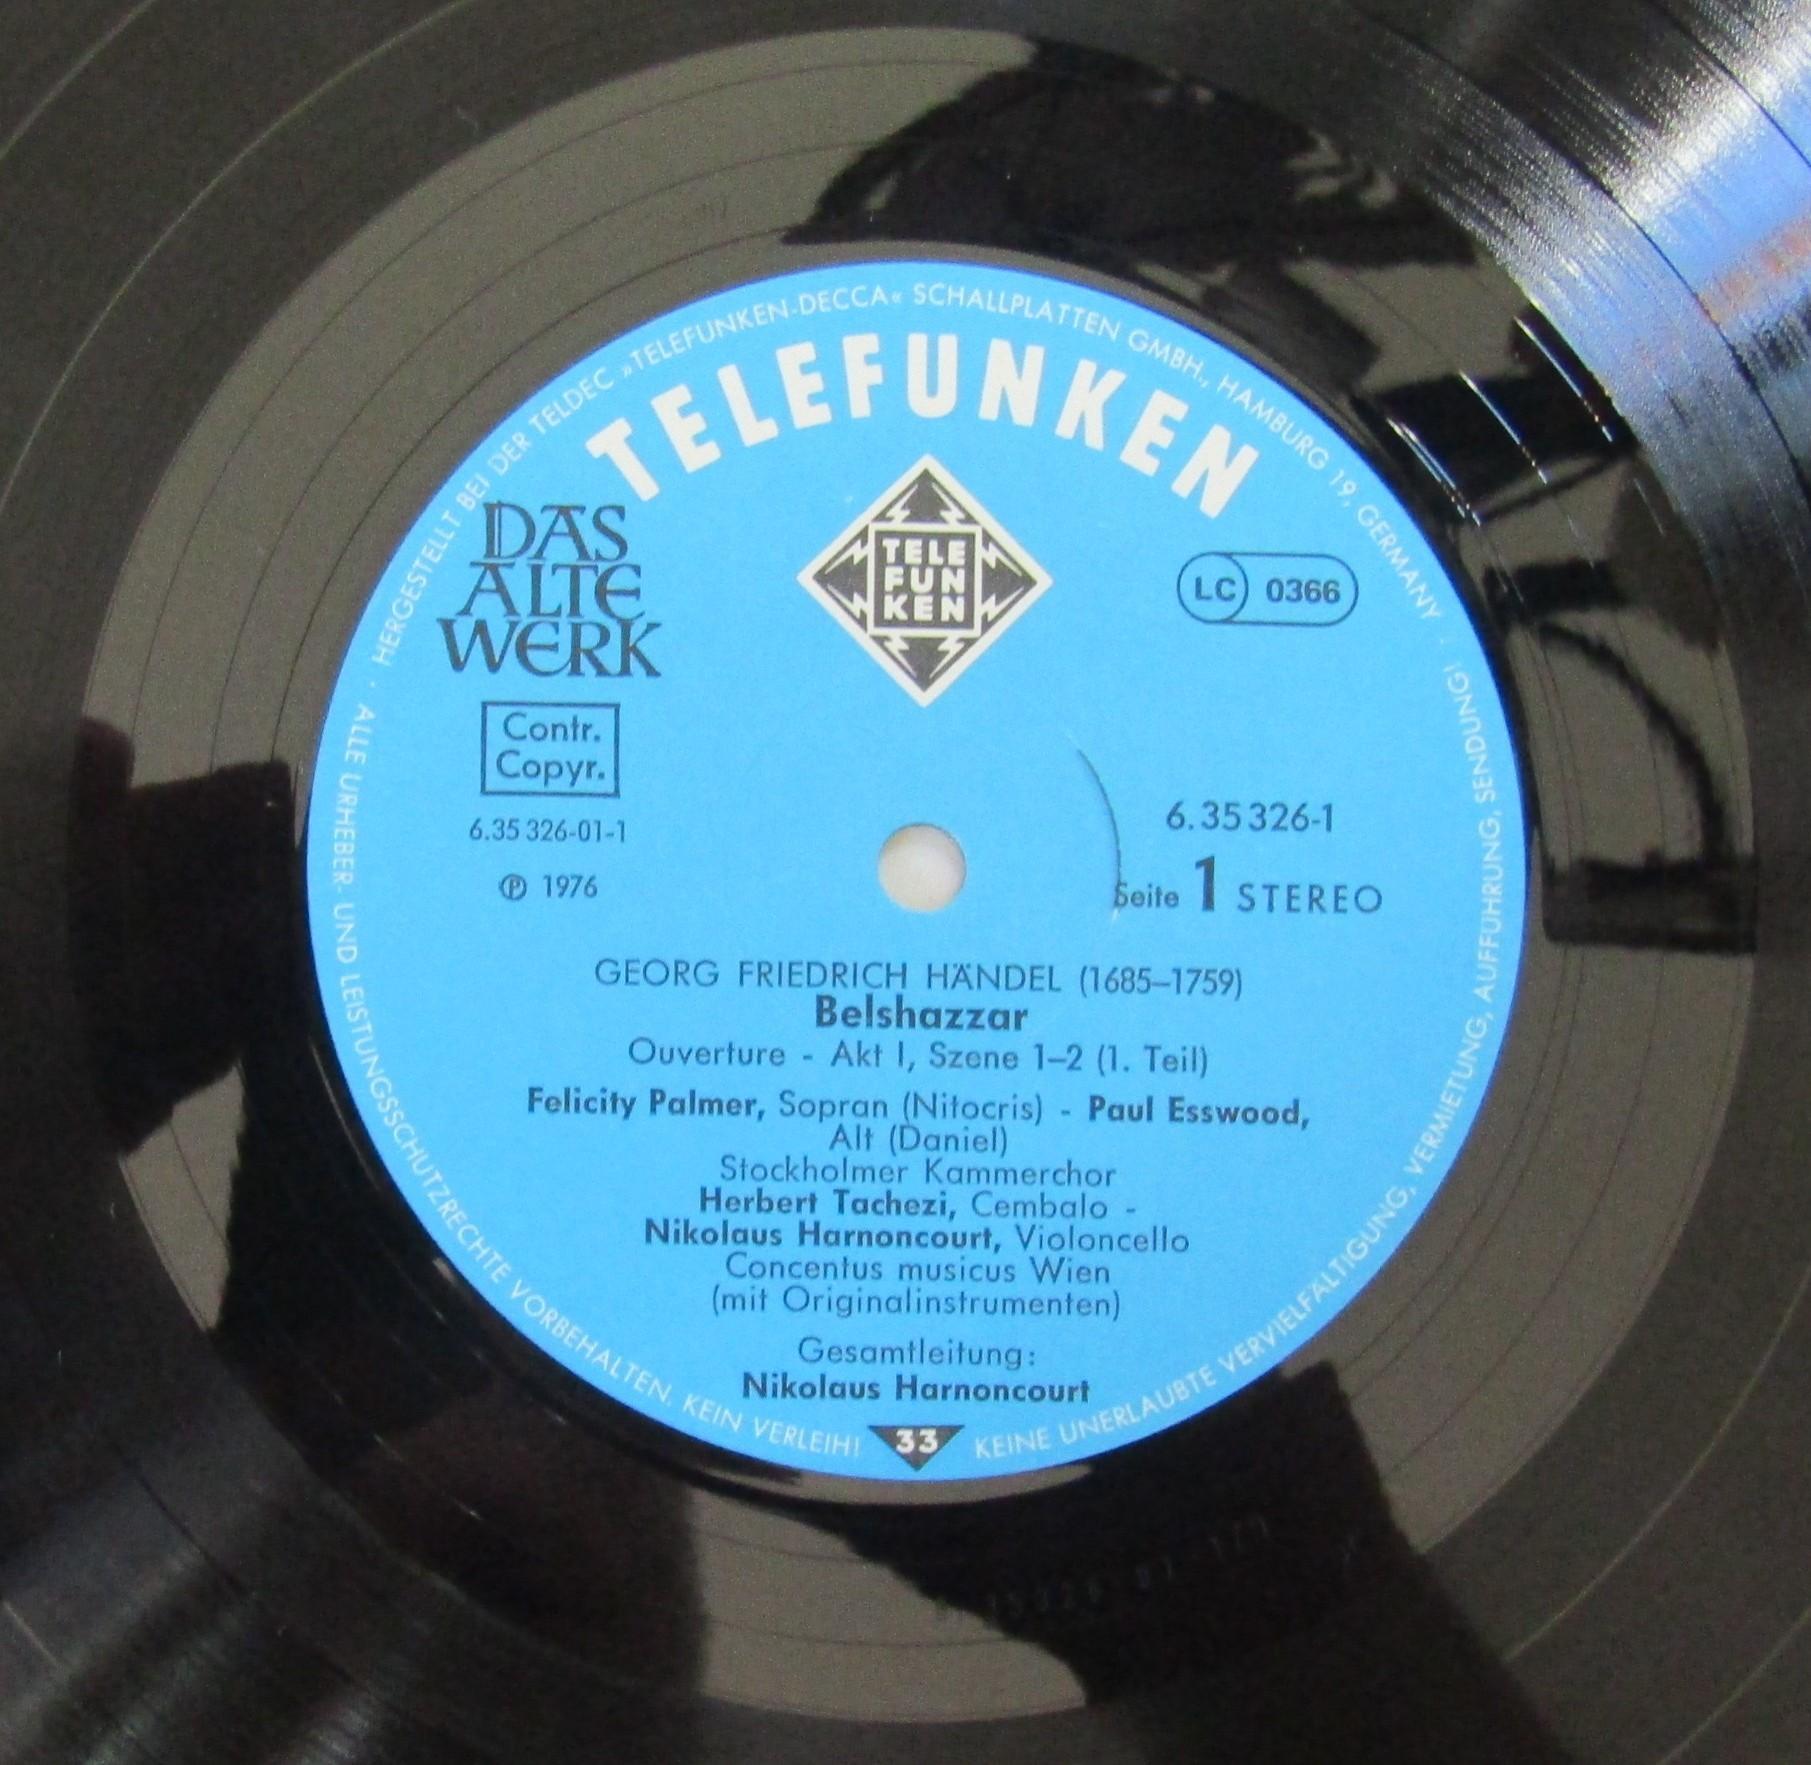 HERGESTELLT BEI DER TELDEC »TELEFUNKEN-DECCA« SCHALLPLATTEN GMBH., HAMBURG 19, GERMANY ·
TELEFUNKEN
DAS
ALTE
WERK
TELE
FUN
KEN
LC 0366
Contr.
Copyr.
6.35326-01-1
℗ 1976
6.35326-1
Seite 1 STEREO
GEORG FRIEDRICH HÄNDEL (1685–1759)
Belshazzar
Ouverture - Akt I, Szene 1–2 (1. Teil)
Felicity Palmer, Sopran (Nitocris) - Paul Esswood,
Alt (Daniel)
Stockholmer Kammerchor
Herbert Tachezi, Cembalo -
Nikolaus Harnoncourt, Violoncello
Concentus musicus Wien
(mit Originalinstrumenten)
Gesamtleitung:
Nikolaus Harnoncourt
33
· ALLE URHEBER- UND LEISTUNGSSCHUTZRECHTE VORBEHALTEN. KEIN VERLEIH!
KEINE UNERLAUBTE VERVIELFÄLTIGUNG, VERMIETUNG, AUFFÜHRUNG, SENDUNG!